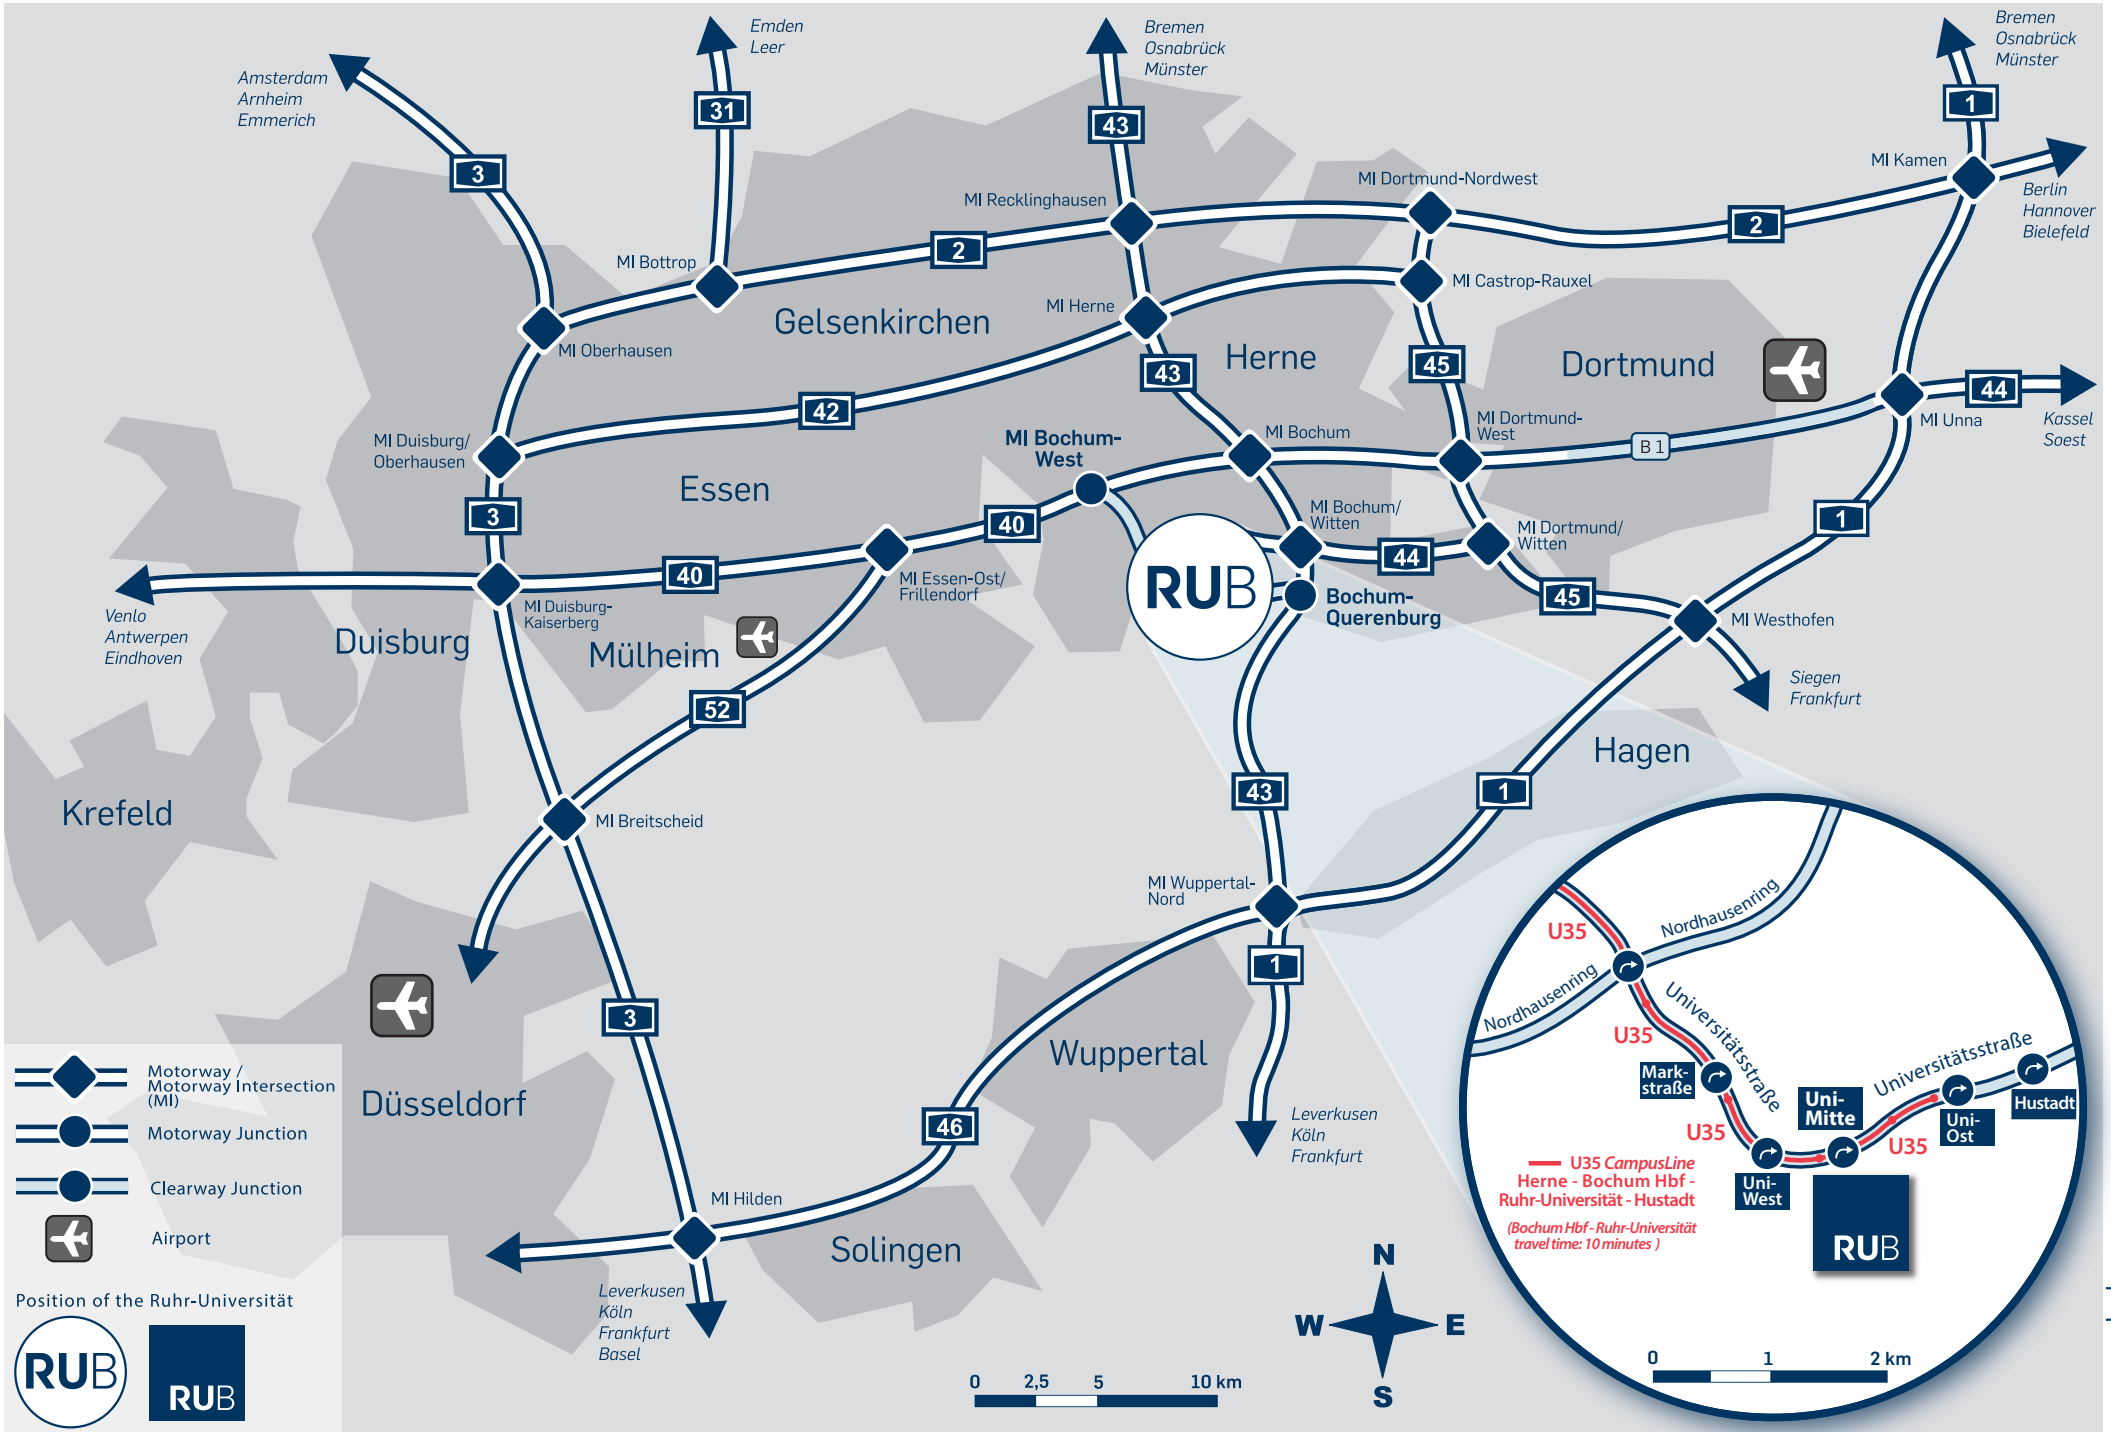 Emden
Leer
Bremen
Osnabrück
Münster
Bremen
Osnabrück
Münster
Amsterdam
Arnheim
Emmerich
31
43
1
3
MI Kamen
MI Dortmund-Nordwest
MI Recklinghausen
Berlin
Hannover
Bielefeld
2
2
MI Bottrop
MI Castrop-Rauxel
MI Herne
Gelsenkirchen
MI Oberhausen
Herne
Dortmund
43
45
44
42
MI Duisburg/
Oberhausen
MI Bochum-
West
MI Bochum
MI Dortmund-
West
B 1
MI Unna
Kassel
Soest
Essen
3
40
MI Bochum/
Witten
MI Dortmund/
Witten
1
40
44
MI Essen-Ost/
Frillendorf
RUB
45
Bochum-
Querenburg
MI Duisburg-
Kaiserberg
Venlo
Antwerpen
Eindhoven
Duisburg
Mülheim
MI Westhofen
Siegen
Frankfurt
52
Hagen
43
1
Krefeld
MI Breitscheid
MI Wuppertal-
Nord
1
3
Wuppertal
Düsseldorf
46
Leverkusen
Köln
Frankfurt
MI Hilden
Solingen
Leverkusen
Köln
Frankfurt
Basel
Motorway /
Motorway Intersection
(MI)
Motorway Junction
Clearway Junction
Airport
Position of the Ruhr-Universität
RUB
RUB
0 2,5 5 10 km
N
W E
S
U35
Nordhausenring
Nordhausenring
Universitätsstraße
U35
Mark-
straße
Universitätsstraße
Uni-
Mitte
Hustadt
Uni-
Ost
U35
U35
Uni-
West
U35 CampusLine
Herne - Bochum Hbf -
Ruhr-Universität - Hustadt
(Bochum Hbf - Ruhr-Universität
travel time: 10 minutes )
RUB
0 1 2 km